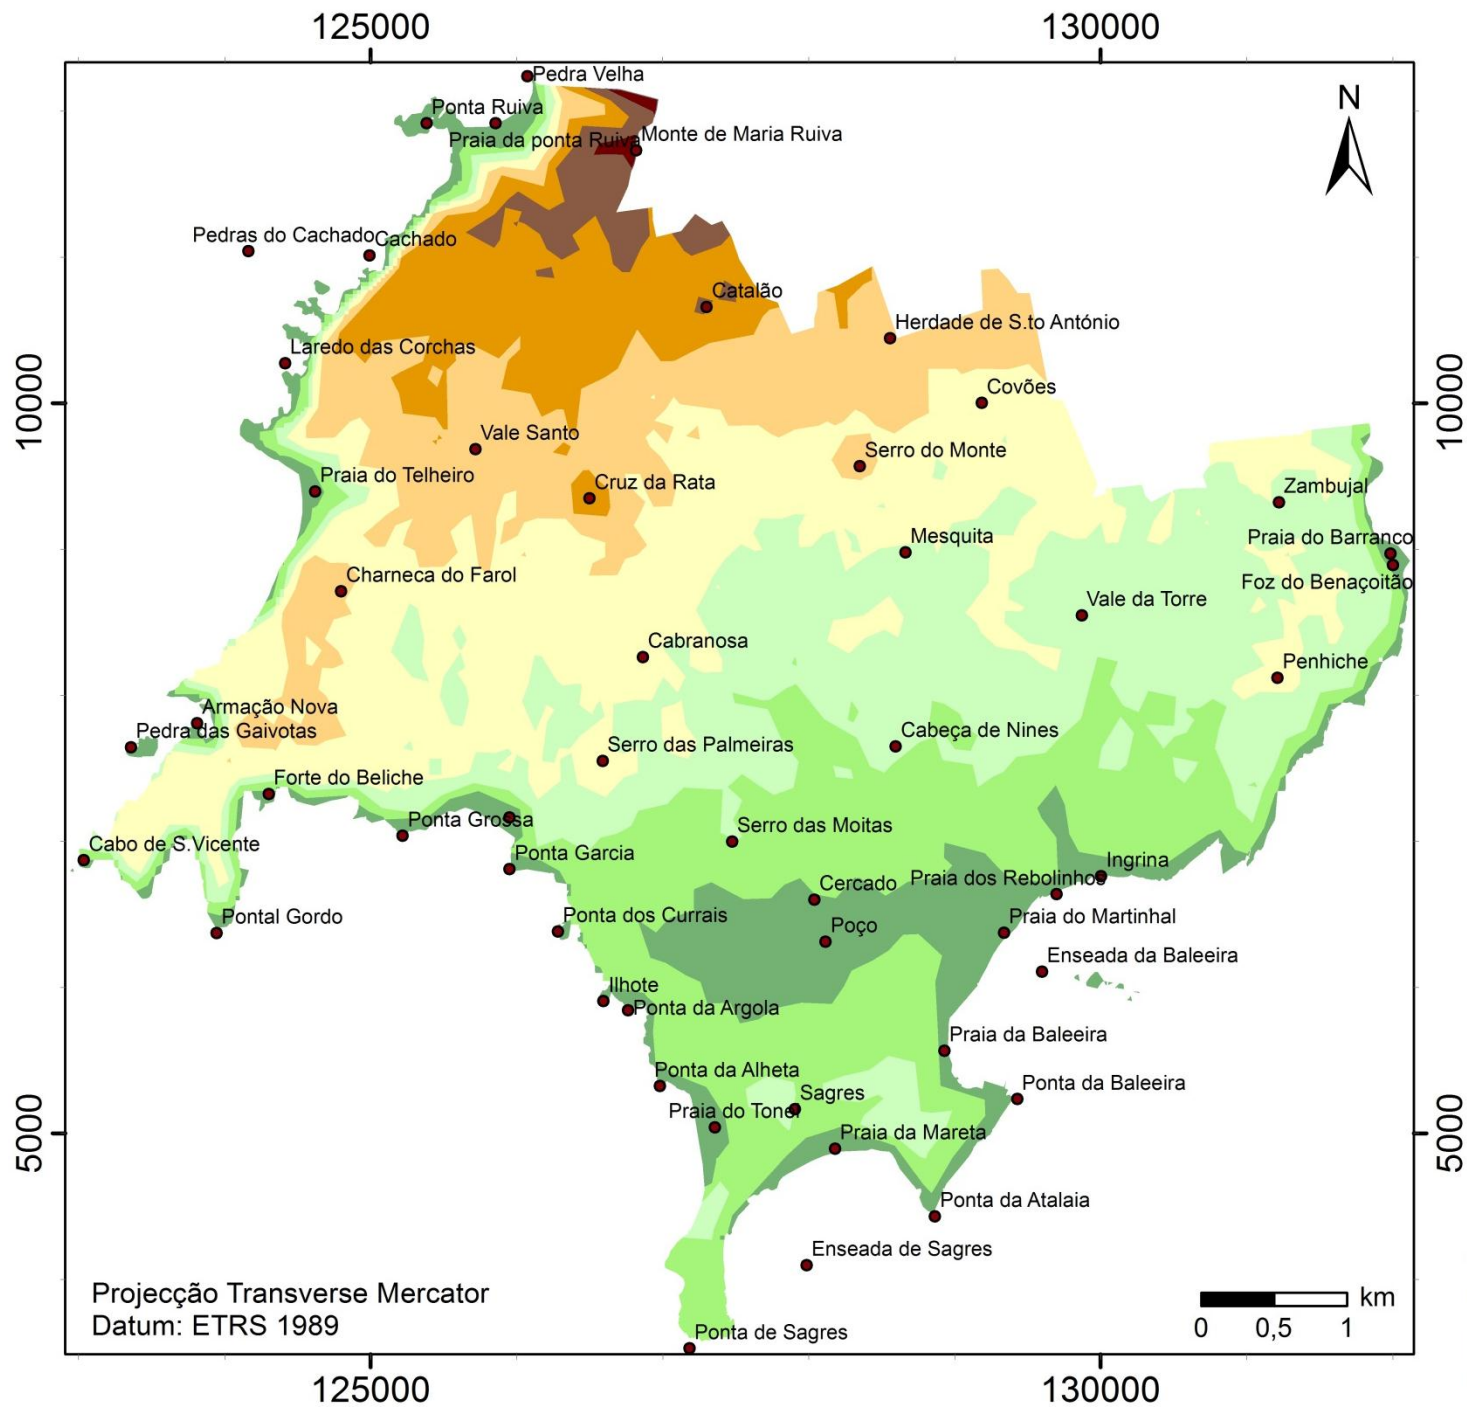 125000
130000
Pedra Velha
N
Ponta Ruiva
Monte de Maria Ruiva
Praia da ponta Ruiva
Pedras do Cachado
Cachado
Catalão
Herdade de S.to António
Laredo das Corchas
Covões
10000
10000
Vale Santo
Serro do Monte
Praia do Telheiro
Cruz da Rata
Zambujal
Mesquita
Praia do Barranco
Charneca do Farol
Foz do Benaçoitão
Vale da Torre
Cabranosa
Penhiche
Armação Nova
Pedra das Gaivotas
Cabeça de Nines
Serro das Palmeiras
Forte do Beliche
Ponta Grossa
Serro das Moitas
Cabo de S.Vicente
Ponta Garcia
Ingrina
Cercado
Praia dos Rebolinhos
Pontal Gordo
Ponta dos Currais
Poço
Praia do Martinhal
Enseada da Baleeira
Ilhote
Ponta da Argola
Praia da Baleeira
Ponta da Alheta
Ponta da Baleeira
Sagres
Praia do Tonel
5000
5000
Praia da Mareta
Ponta da Atalaia
Enseada de Sagres
Projecção Transverse Mercator
Datum: ETRS 1989
km
0 0,5 1
Ponta de Sagres
125000
130000